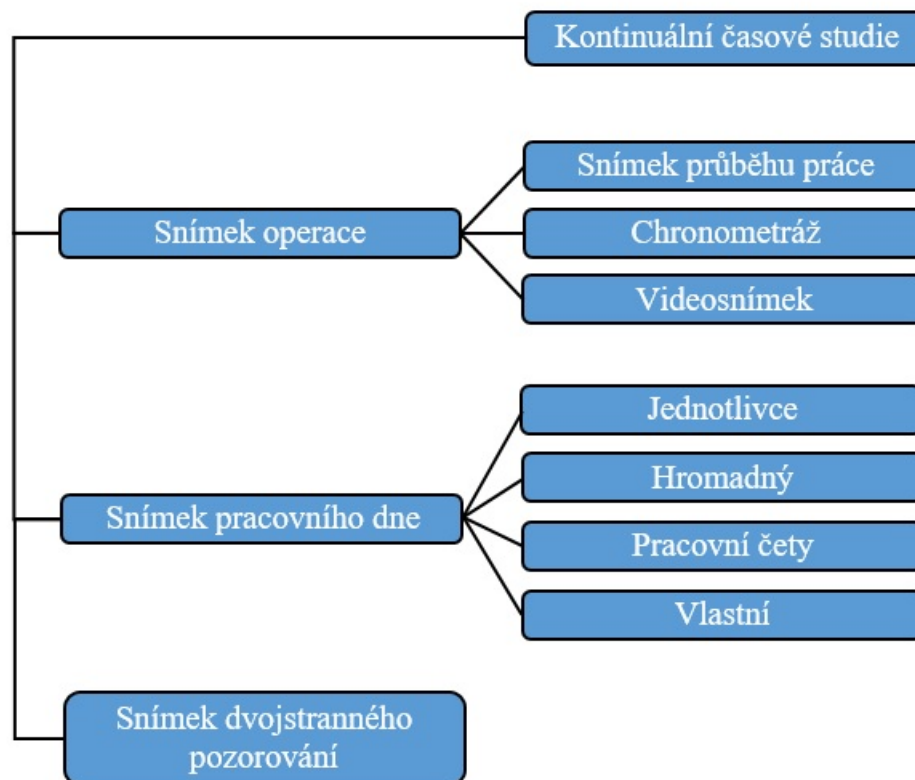 Kontinuální časové studie
Snímek průběhu práce
Snímek operace
Chronometráž
Videosnímek
Jednotlivce
Hromadný
Snímek pracovního dne
Pracovní čety
Vlastní
Snímek dvojstranného
pozorování